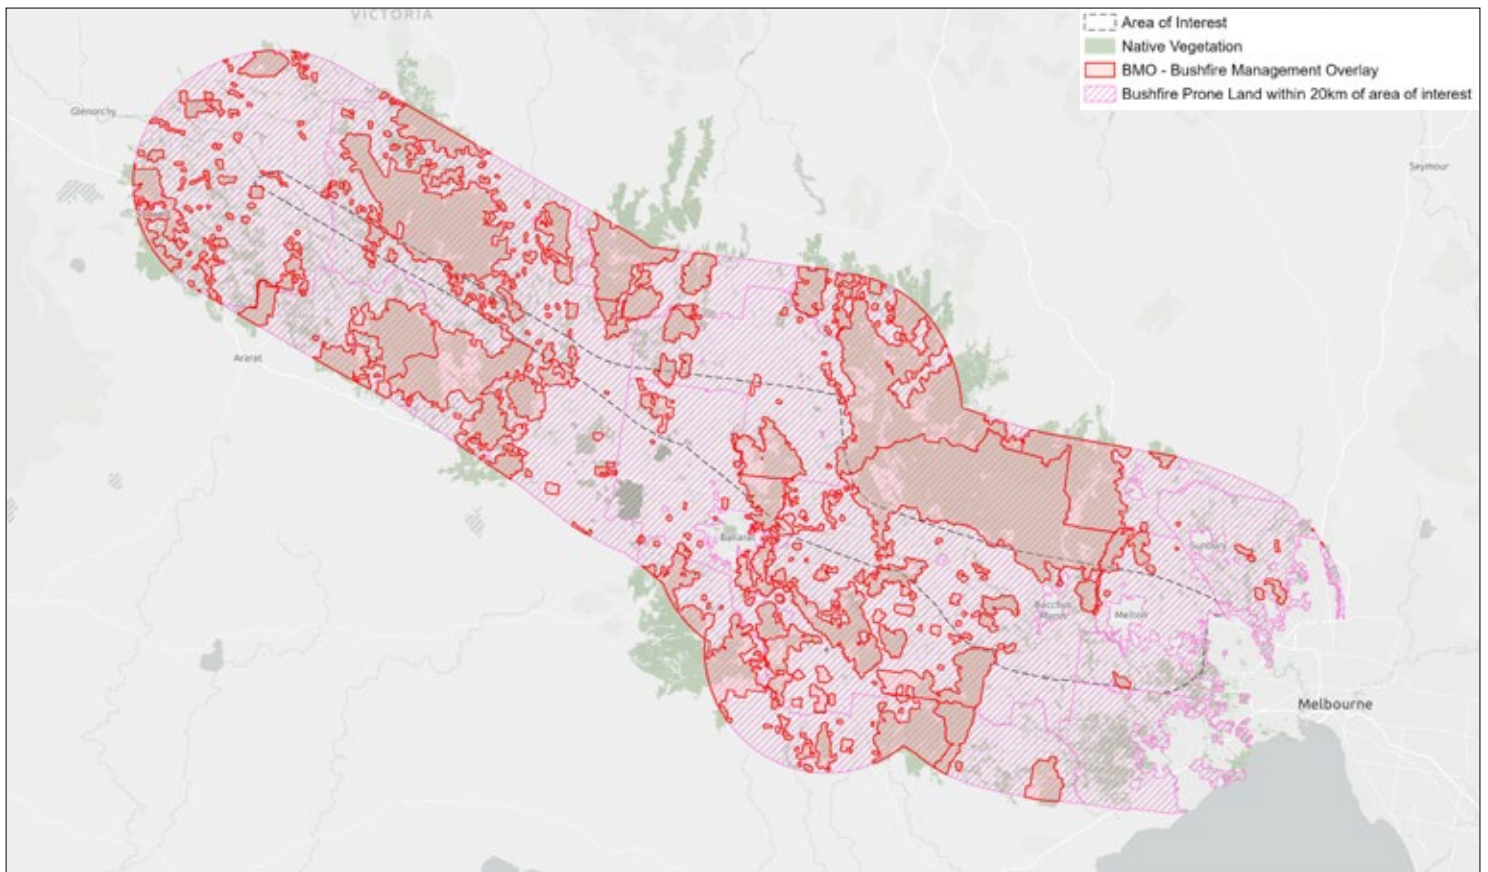 VICTORIA
Area of Interest
Native Vegetation
BMO - Bushfire Management Overlay
Bushfire Prone Land within 20km of area of interest
Glenorchy
Seymour
Ararat
Ballarat
Sunbury
Bacchus
Marsh
Melton
Melbourne